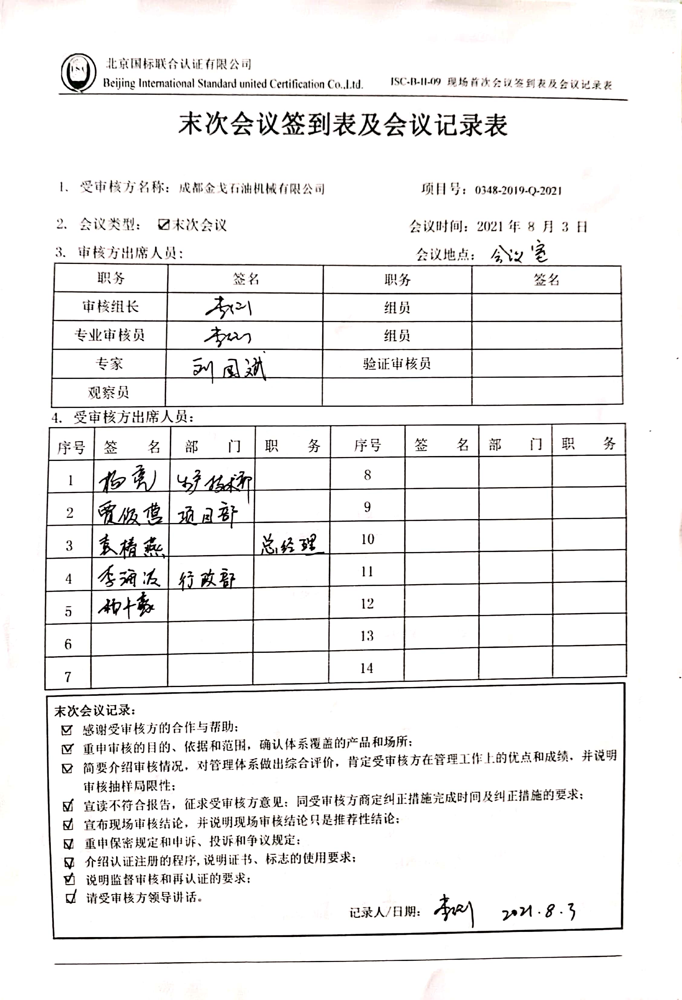 北京国标联合认证有限公司
Beijing International Standard united Certification Co.,Ltd. ISC-B-II-09 现场首次会议签到表及会议记录表
末次会议签到表及会议记录表
1. 受审核方名称：成都金戈石油机械有限公司 项目号：0348-2019-Q-2021
2. 会议类型： ☑末次会议 会议时间：2021 年 8 月 3 日
3. 审核方出席人员： 会议地点：会议室
职务 签名 职务 签名
审核组长 组员
专业审核员 组员
专家 刘国斌 验证审核员
观察员
4. 受审核方出席人员：
序号 签 名 部 门 职 务 序号 签 名 部 门 职 务
1 杨亮 生产技术部 8
2 贾俊 项目部 9
3 袁楕燕 总经理 10
4 李海波 行政部 11
5 12
6 13
7 14
末次会议记录：
☑ 感谢受审核方的合作与帮助；
☑ 重申审核的目的、依据和范围，确认体系覆盖的产品和场所；
☑ 简要介绍审核情况，对管理体系做出综合评价，肯定受审核方在管理工作上的优点和成绩，并说明
审核抽样局限性；
☑ 宣读不符合报告，征求受审核方意见；同受审核方商定纠正措施完成时间及纠正措施的要求；
☑ 宣布现场审核结论，并说明现场审核结论只是推荐性结论；
☑ 重申保密规定和申诉、投诉和争议规定；
☑ 介绍认证注册的程序,说明证书、标志的使用要求；
☑ 说明监督审核和再认证的要求；
☑ 请受审核方领导讲话。
记录人/日期： 2021.8.3